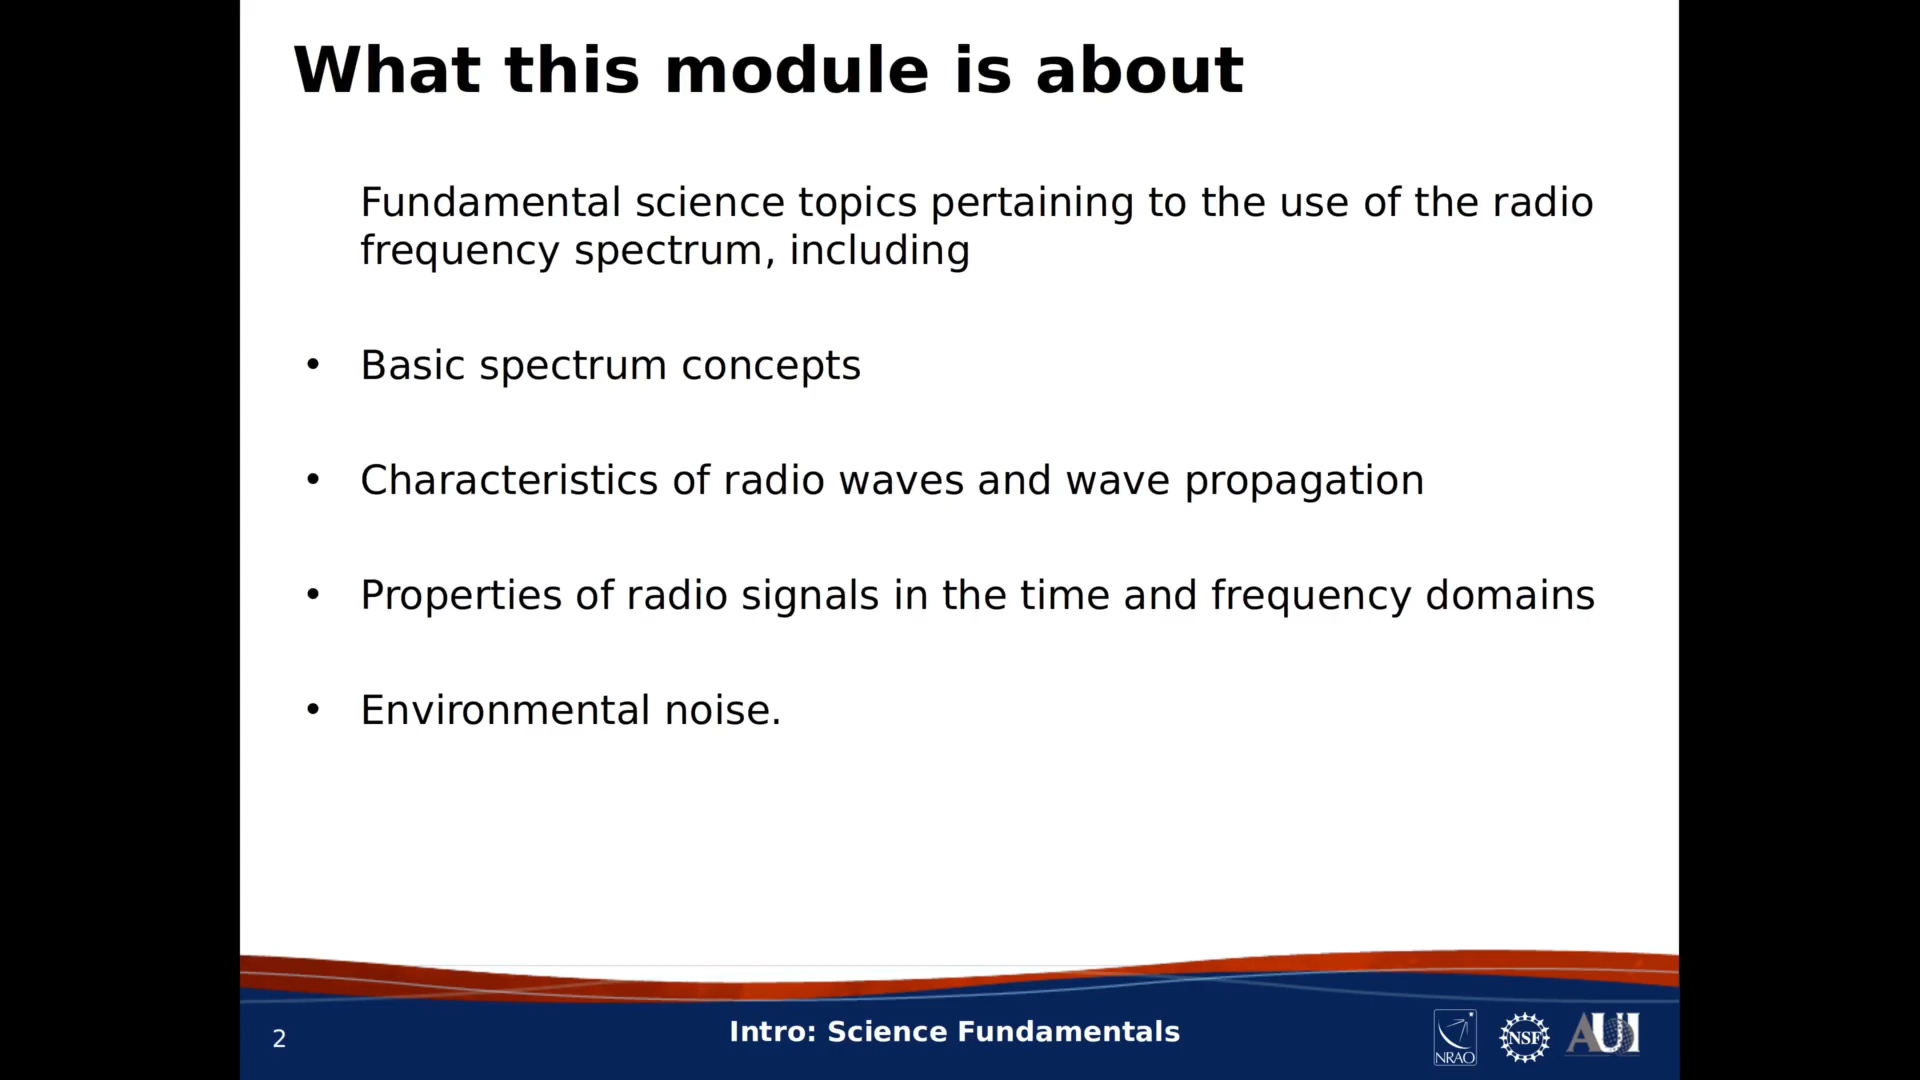 What this module is about
Fundamental science topics pertaining to the use of the radio
frequency spectrum, including
• Basic spectrum concepts
• Characteristics of radio waves and wave propagation
• Properties of radio signals in the time and frequency domains
• Environmental noise.
2
Intro: Science Fundamentals
NRAO
NSF
AUI